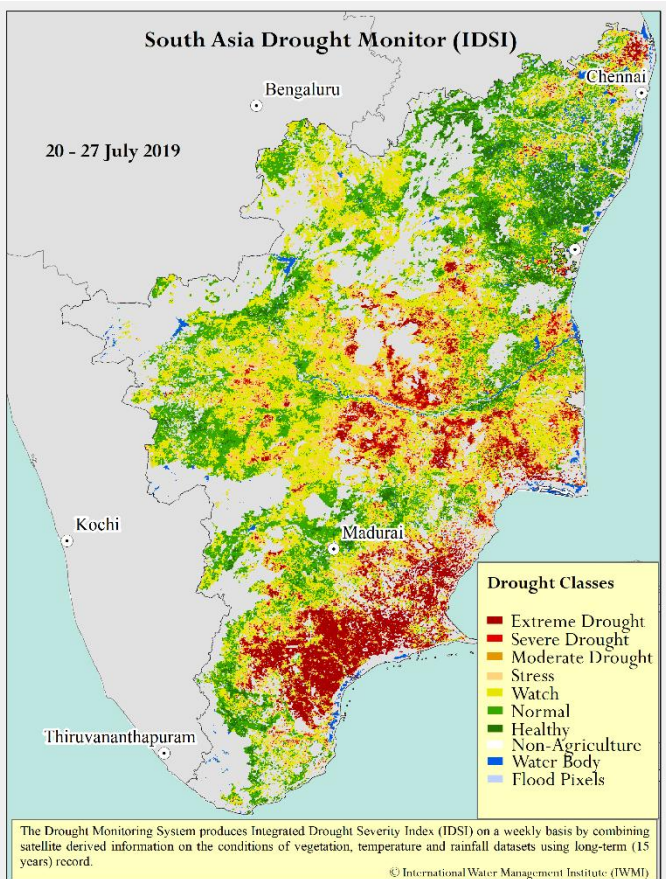 South Asia Drought Monitor (IDSI)
Chennai
Bengaluru
20 - 27 July 2019
Kochi
Madurai
Drought Classes
Extreme Drought
Severe Drought
Moderate Drought
Stress
Watch
Normal
Healthy
Non-Agriculture
Water Body
Flood Pixels
Thiruvananthapuram
The Drought Monitoring System produces Integrated Drought Severity Index (IDSI) on a weekly basis by combining
satellite derived information on the conditions of vegetation, temperature and rainfall datasets using long-term (15
years) record.
© International Water Management Institute (IWMI)